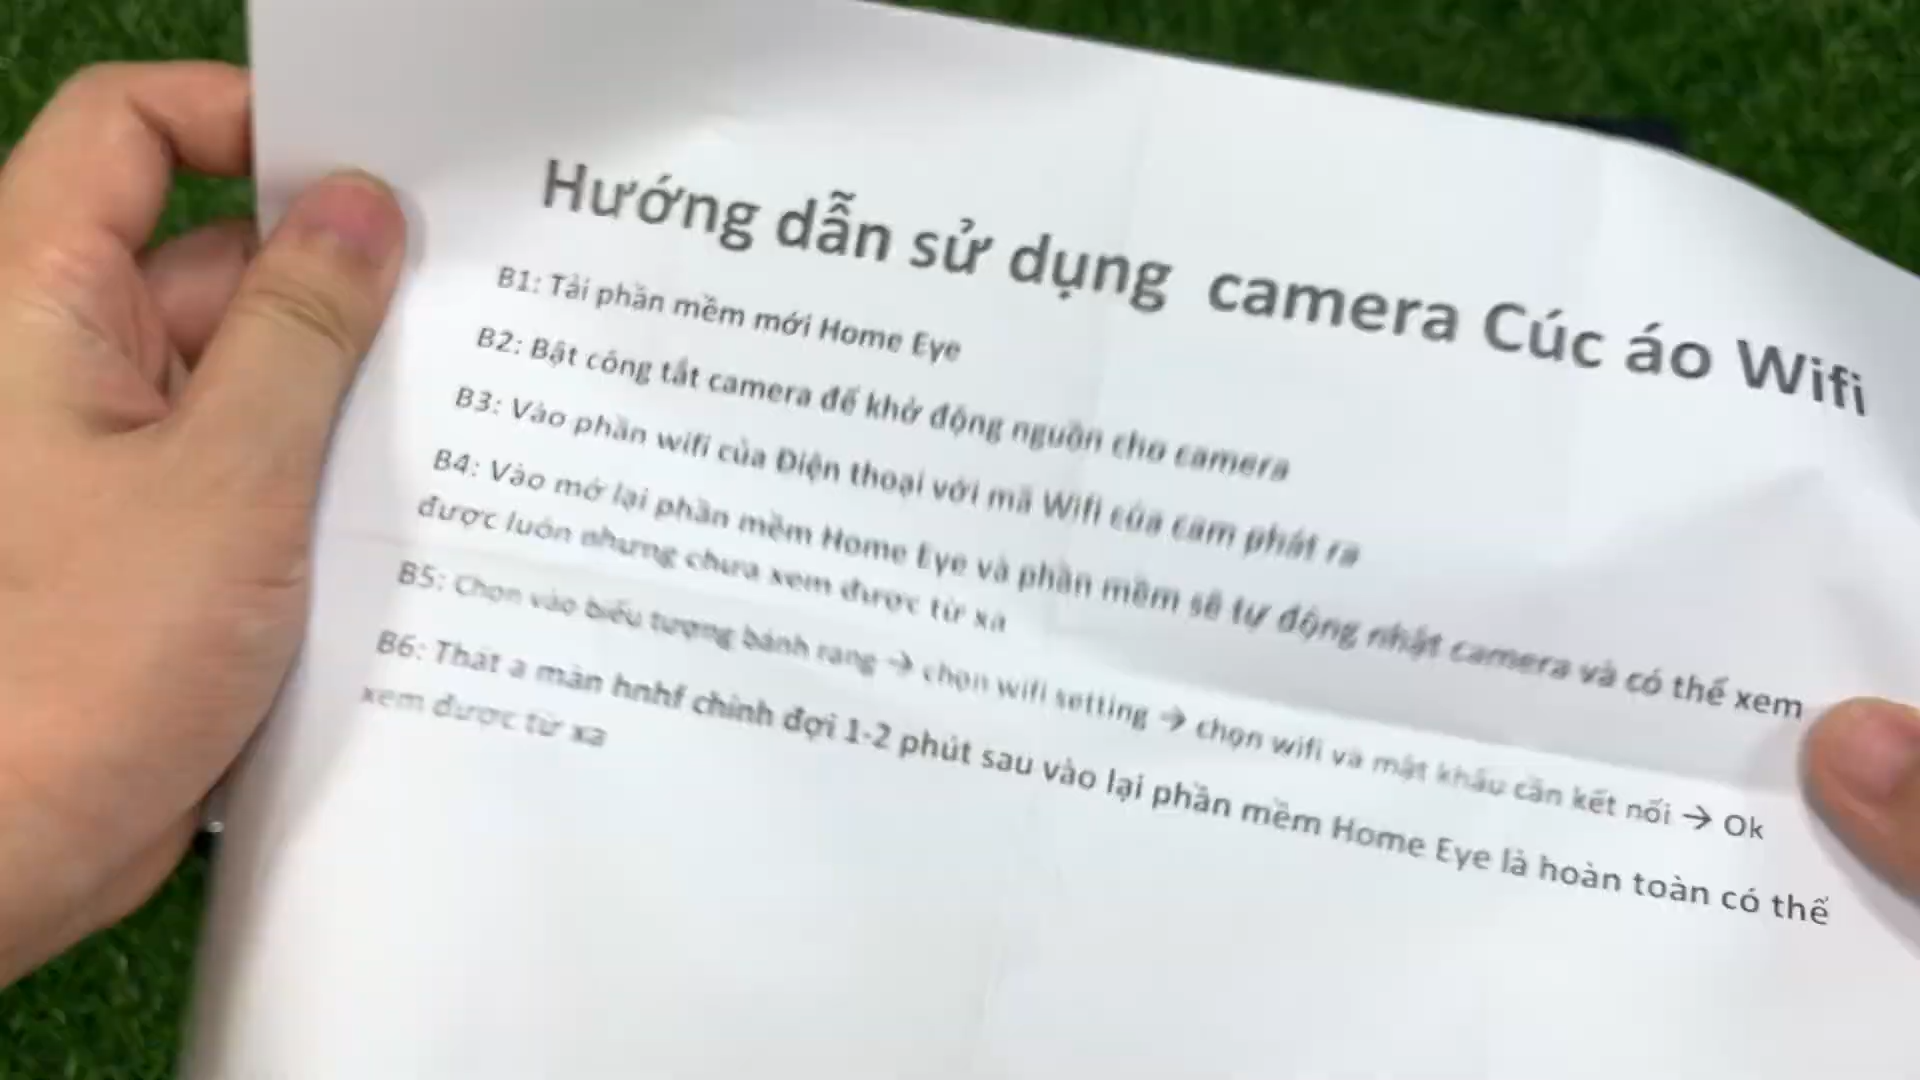 Hướng dẫn sử dụng camera Cúc áo Wifi
B1: Tải phần mềm mới Home Eye
B2: Bật công tắt camera để khở động nguồn cho camera
B3: Vào phần wifi của Điện thoại với mã Wifi của cam phát ra
B4: Vào mở lại phần mềm Home Eye và phần mềm sẽ tự động nhật camera và có thể xem
được luôn nhưng chưa xem được từ xa
B5: Chọn vào biểu tượng bánh rang → chọn wifi setting → chọn wifi và mật khẩu cần kết nối → Ok
B6: Thát a màn hnhf chính đợi 1-2 phút sau vào lại phần mềm Home Eye là hoàn toàn có thể
xem được từ xa